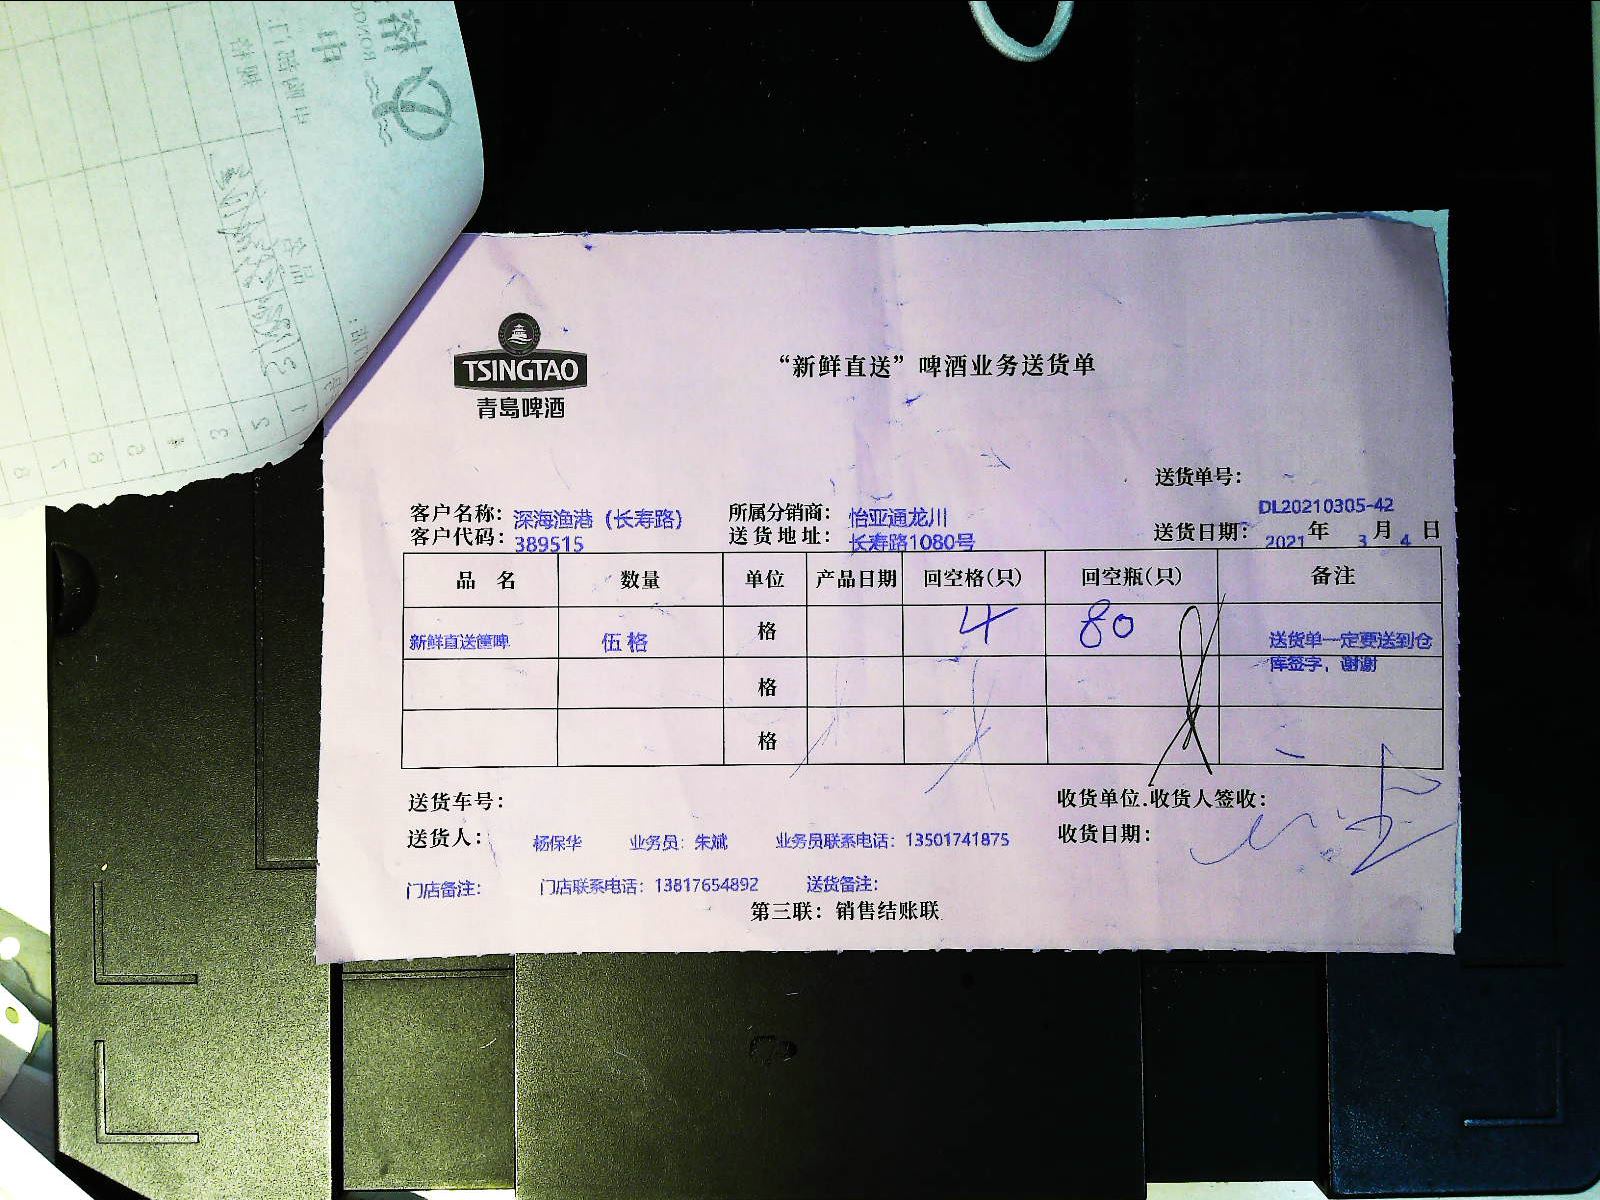 TSINGTAO
青島啤酒
“新鲜直送”啤酒业务送货单
送货单号：
DL20210305-42
客户名称：深海渔港（长寿路） 所属分销商：怡亚通龙川
客户代码：389515 送货地址：长寿路1080号 送货日期：2021年 3月 4日
品 名 数量 单位 产品日期 回空格(只) 回空瓶(只) 备注
新鲜直送箽啤 伍格 格 4 80 送货单一定要送到仓
库签字，谢谢
格
格
送货车号： 收货单位.收货人签收：
送货人： 杨保华 业务员：朱斌 业务员联系电话：13501741875 收货日期：
门店备注： 门店联系电话：13817654892 送货备注：
第三联：销售结账联